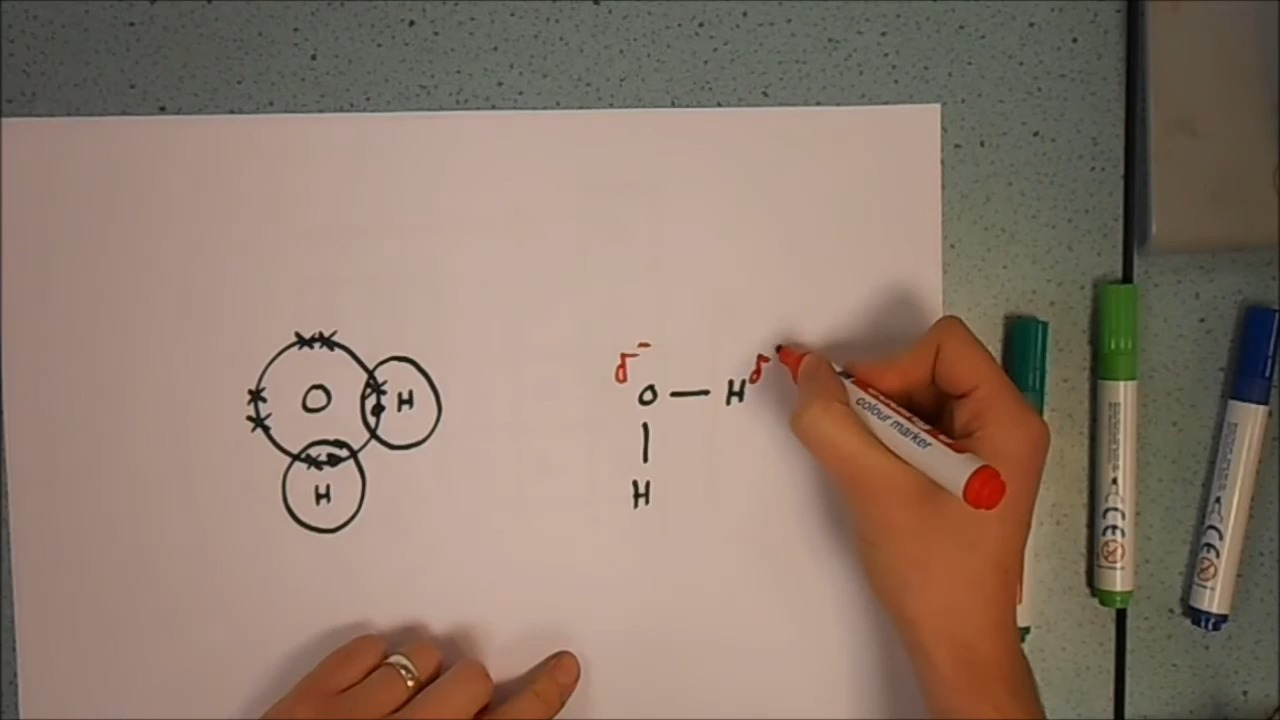 δ⁻
O H O — H δ
|
H H
colour marker
CE
CE